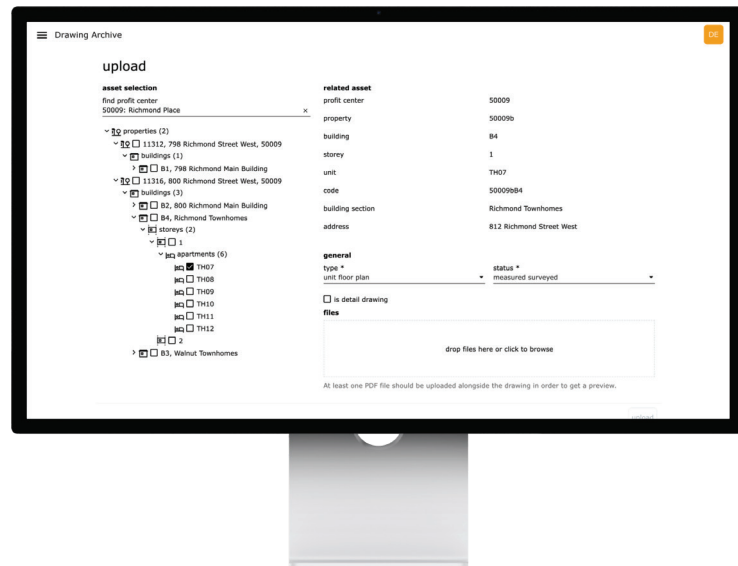 Drawing Archive
DE
upload
asset selection
find profit center
50009: Richmond Place ×
properties (2)
11312, 798 Richmond Street West, 50009
buildings (1)
B1, 798 Richmond Main Building
11316, 800 Richmond Street West, 50009
buildings (3)
B2, 800 Richmond Main Building
B4, Richmond Townhomes
storeys (2)
1
apartments (6)
TH07
TH08
TH09
TH10
TH11
TH12
2
B3, Walnut Townhomes
related asset
profit center 50009
property 50009b
building B4
storey 1
unit TH07
code 50009bB4
building section Richmond Townhomes
address 812 Richmond Street West
general
type * status *
unit floor plan measured surveyed
is detail drawing
files
drop files here or click to browse
At least one PDF file should be uploaded alongside the drawing in order to get a preview.
upload